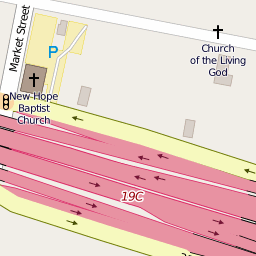 Market Street
P
Church
of the Living
God
New Hope
Baptist
Church
19C